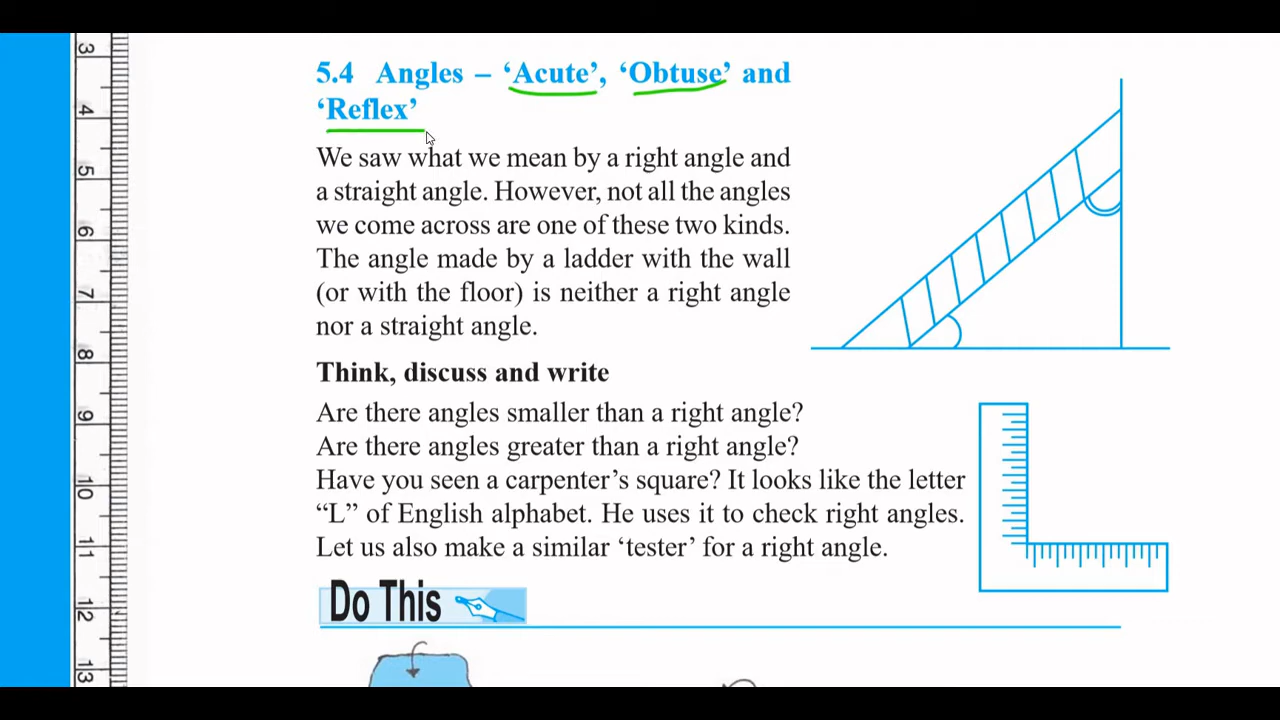 5.4 Angles – ‘Acute’, ‘Obtuse’ and
‘Reflex’
We saw what we mean by a right angle and
a straight angle. However, not all the angles
we come across are one of these two kinds.
The angle made by a ladder with the wall
(or with the floor) is neither a right angle
nor a straight angle.
Think, discuss and write
Are there angles smaller than a right angle?
Are there angles greater than a right angle?
Have you seen a carpenter’s square? It looks like the letter
“L” of English alphabet. He uses it to check right angles.
Let us also make a similar ‘tester’ for a right angle.
Do This
3
4
5
6
7
8
9
10
11
12
13